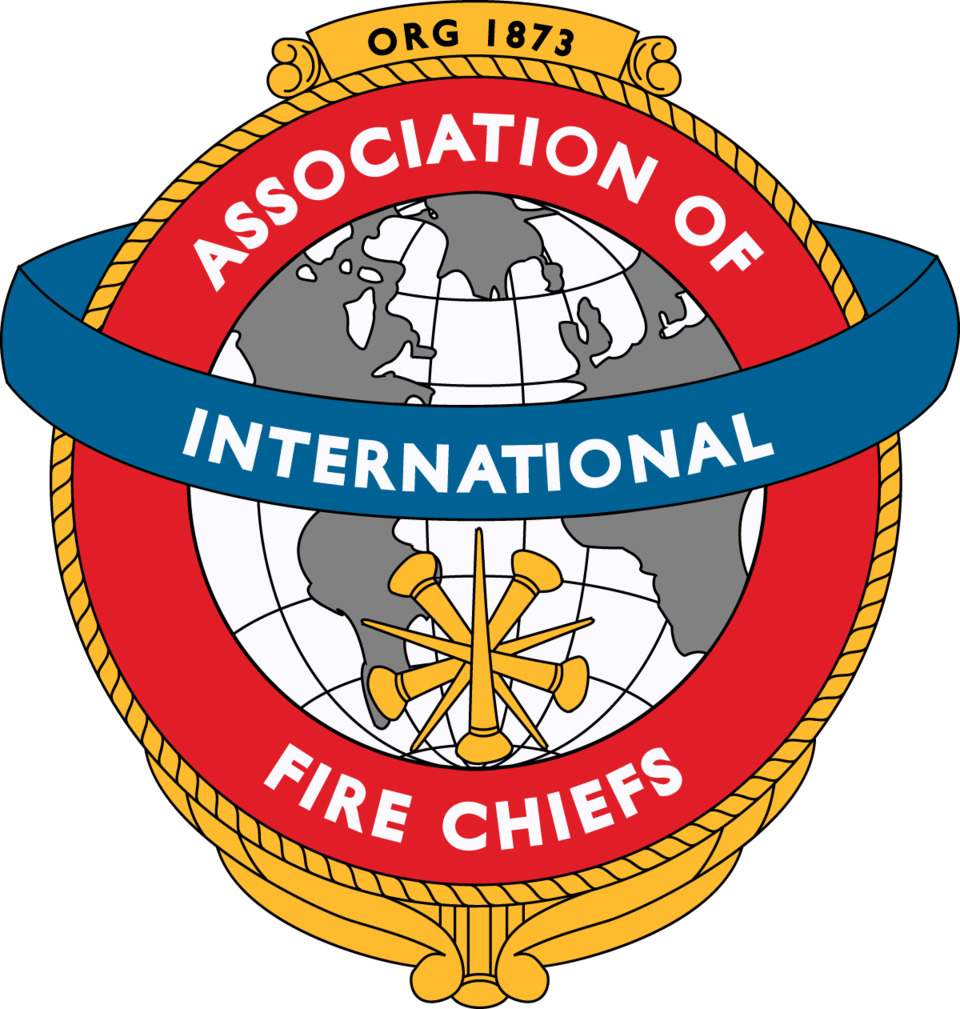 ORG 1873
ASSOCIATION OF
INTERNATIONAL
FIRE CHIEFS